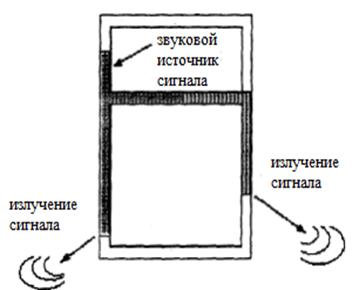 звуковой
источник
сигнала
излучение
сигнала
излучение
сигнала